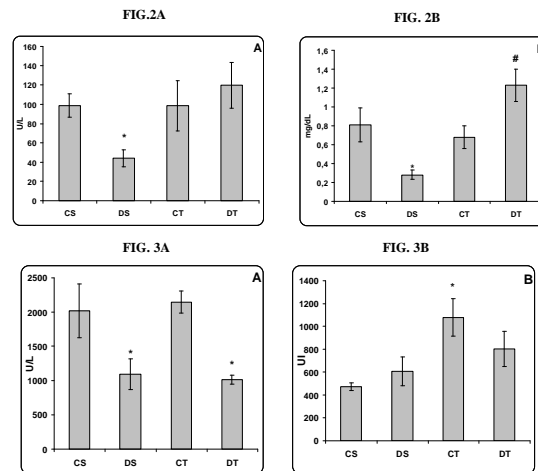 FIG.2A
A
120
140
160
100
80
60
40
20
0
U/L
*
CS DS CT DT
FIG. 2B
1,6
1,4
1,2
1
0,8
0,6
0,4
0,2
0
mg/dL
#
*
CS DS CT DT
FIG. 3A
A
2500
2000
1500
1000
500
0
U/L
* *
CS DS CT DT
FIG. 3B
B
1400
1200
1000
800
600
400
200
0
UI
*
CS DS CT DT